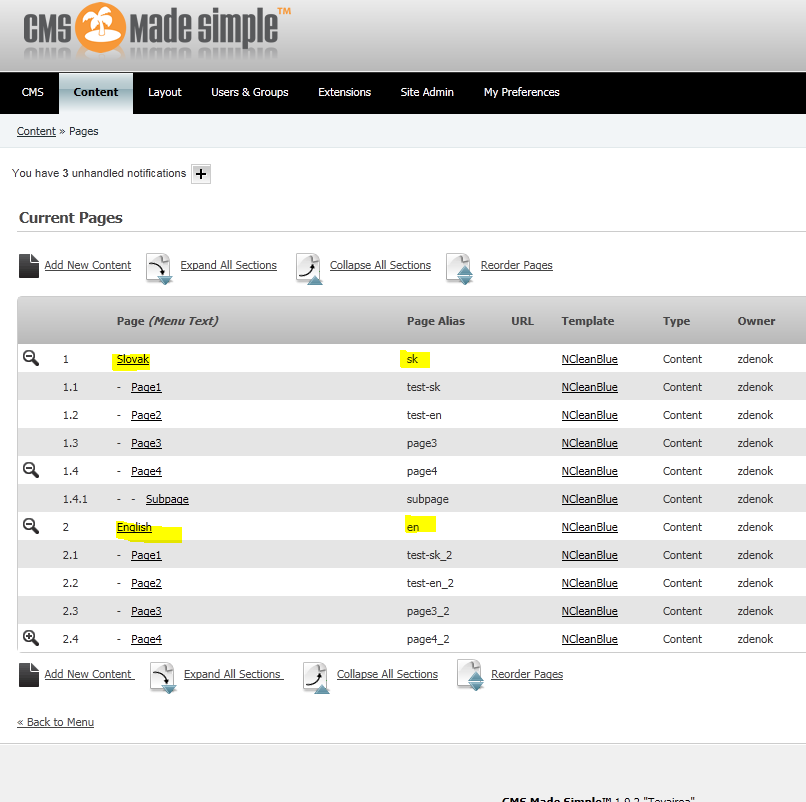 CMS Made Simple™
CMS Content Layout Users & Groups Extensions Site Admin My Preferences
Content » Pages
You have 3 unhandled notifications
Current Pages
Add New Content Expand All Sections Collapse All Sections Reorder Pages
Page (Menu Text) Page Alias URL Template Type Owner
1 Slovak sk NCleanBlue Content zdenok
1.1 - Page1 test-sk NCleanBlue Content zdenok
1.2 - Page2 test-en NCleanBlue Content zdenok
1.3 - Page3 page3 NCleanBlue Content zdenok
1.4 - Page4 page4 NCleanBlue Content zdenok
1.4.1 - - Subpage subpage NCleanBlue Content zdenok
2 English en NCleanBlue Content zdenok
2.1 - Page1 test-sk_2 NCleanBlue Content zdenok
2.2 - Page2 test-en_2 NCleanBlue Content zdenok
2.3 - Page3 page3_2 NCleanBlue Content zdenok
2.4 - Page4 page4_2 NCleanBlue Content zdenok
Add New Content Expand All Sections Collapse All Sections Reorder Pages
« Back to Menu
CMS Made Simple™ 1.9.2